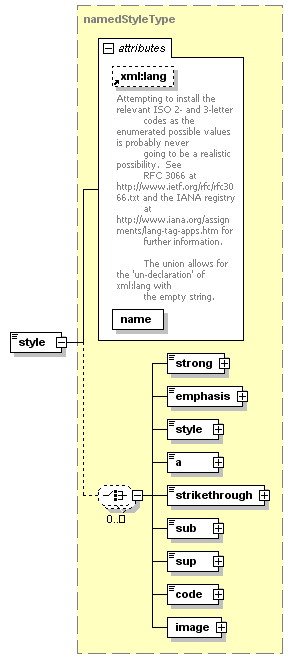 namedStyleType
attributes
xml:lang
Attempting to install the
relevant ISO 2- and 3-letter
codes as the
enumerated possible values
is probably never
going to be a realistic
possibility.  See
RFC 3066 at
http://www.ietf.org/rfc/rfc30
66.txt and the IANA registry
at
http://www.iana.org/assign
ments/lang-tag-apps.htm for
further information.
The union allows for
the 'un-declaration' of
xml:lang with
the empty string.
name
style
strong
emphasis
style
a
strikethrough
0..□
sub
sup
code
image